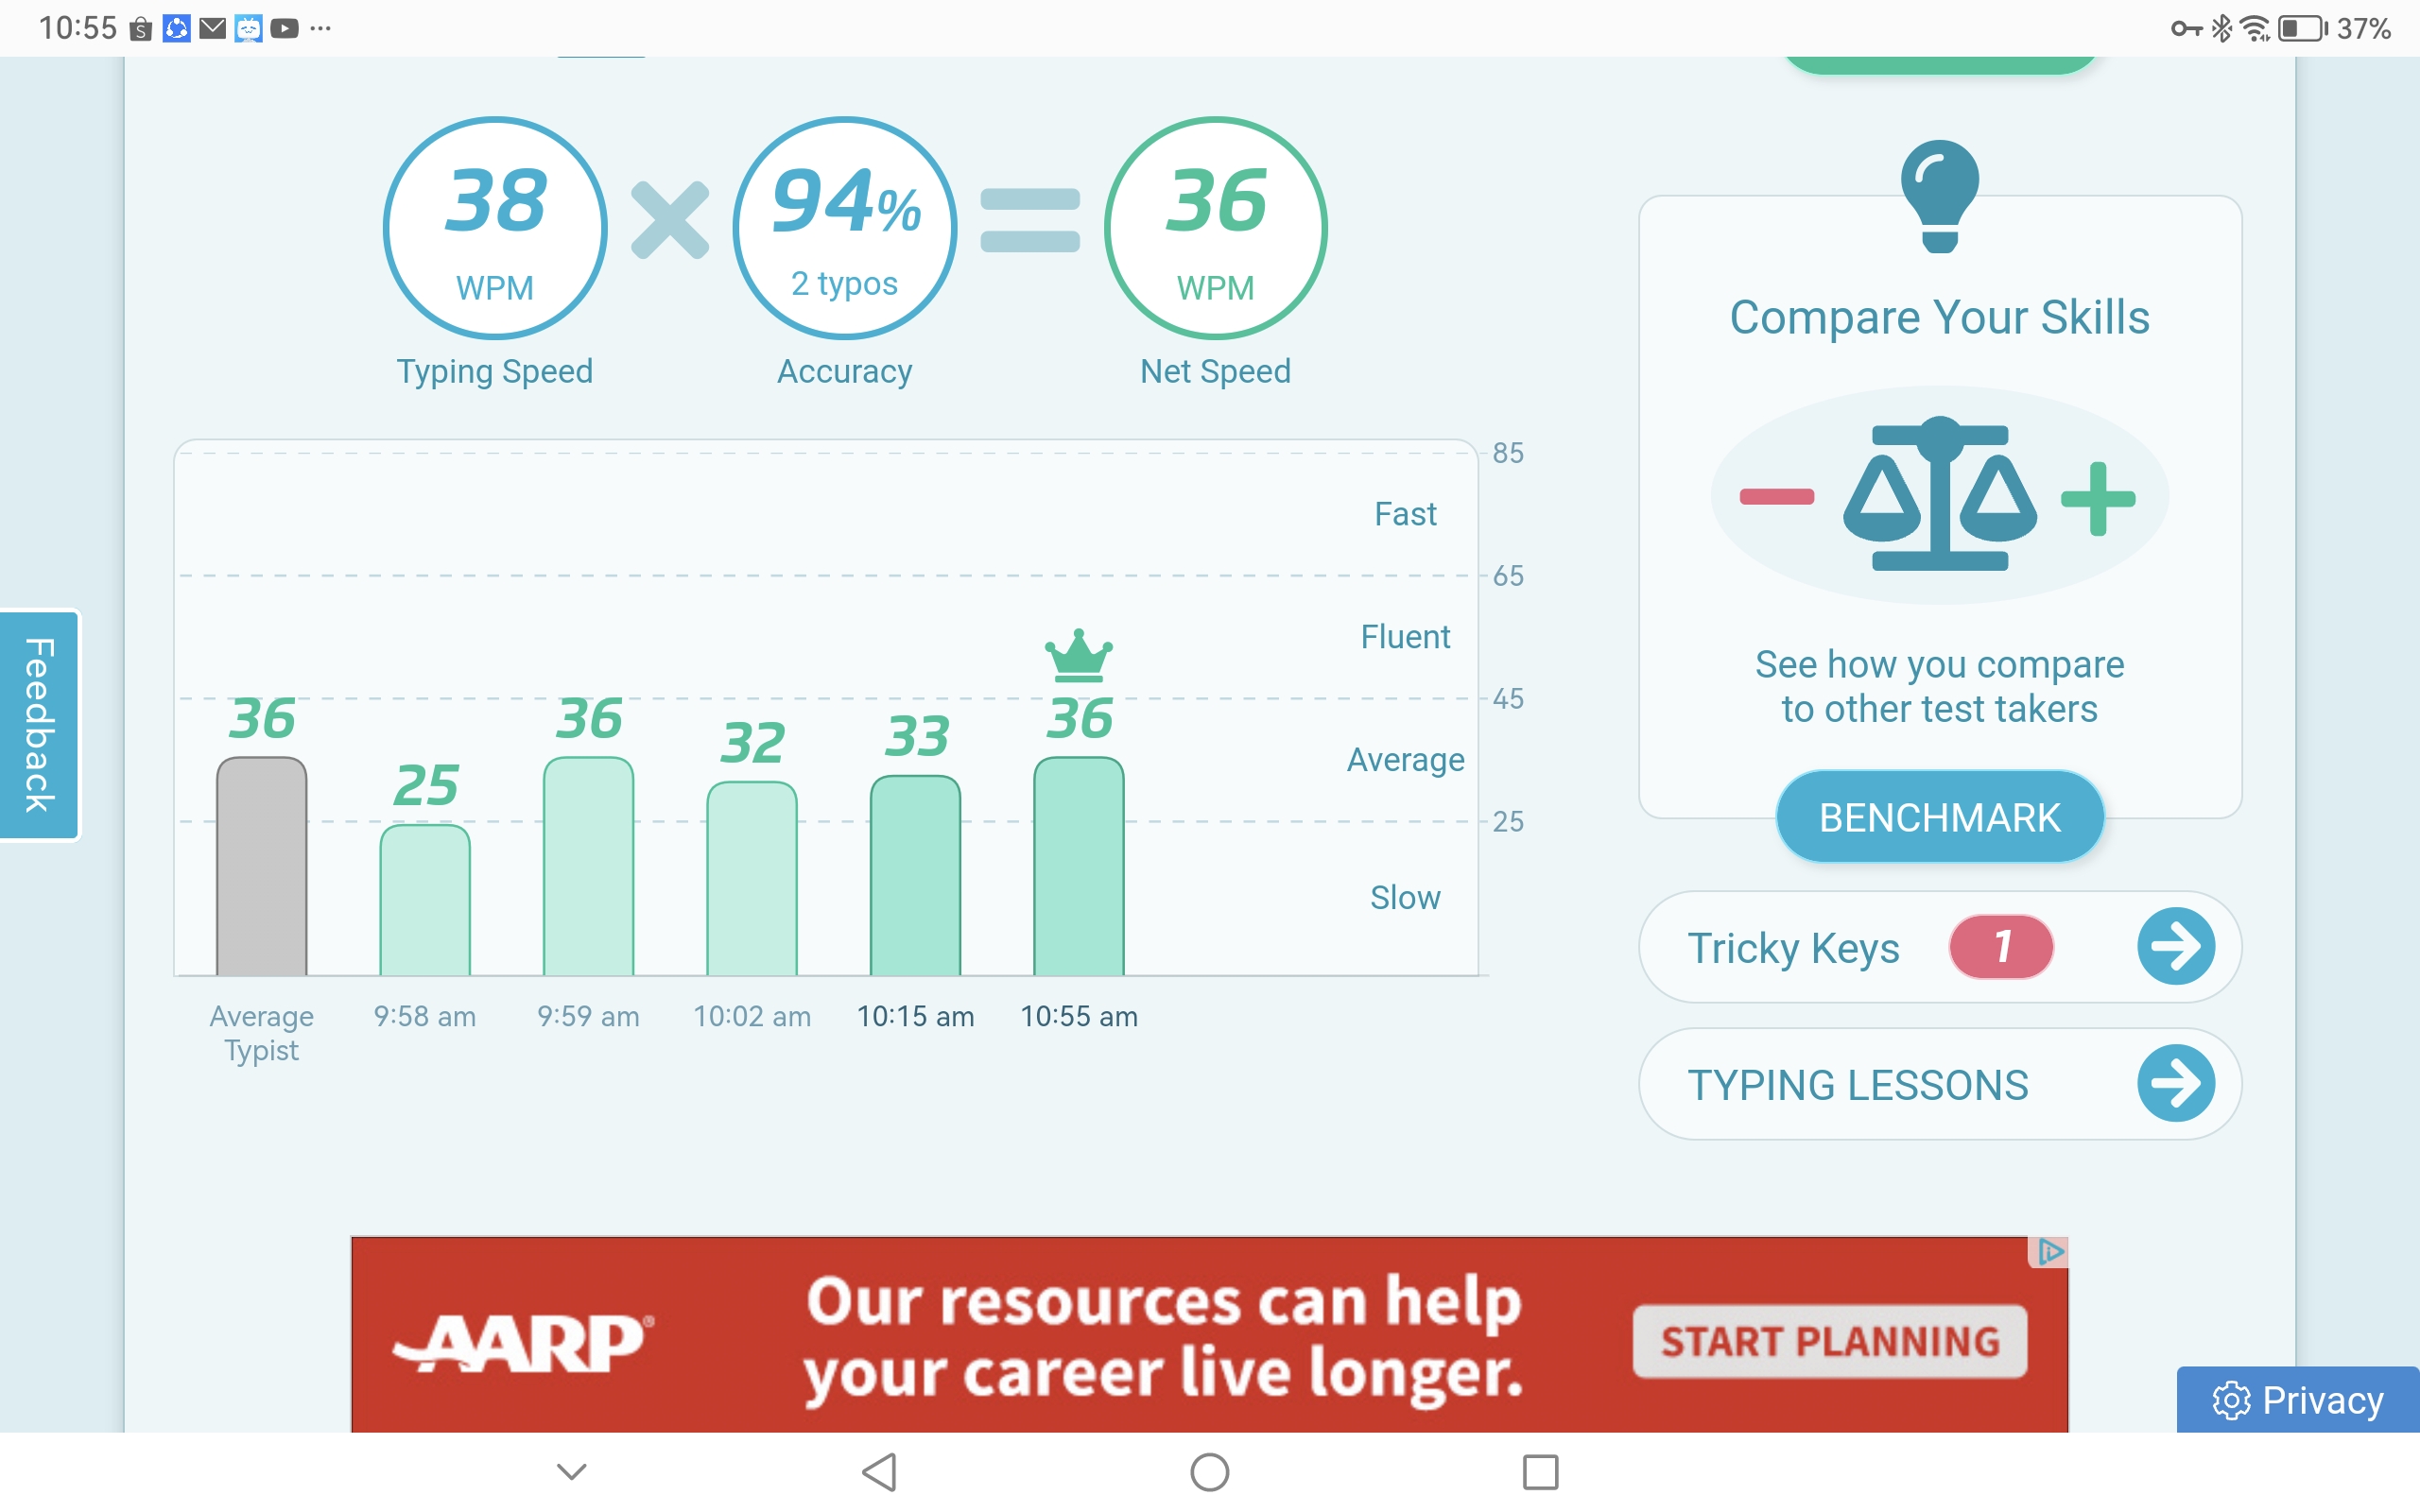 10:55
37%
38
WPM
Typing Speed
94%
2 typos
Accuracy
36
WPM
Net Speed
85
Fast
65
Fluent
45
Average
25
Slow
36
25
36
32
33
36
Average
Typist
9:58 am
9:59 am
10:02 am
10:15 am
10:55 am
Feedback
Compare Your Skills
See how you compare
to other test takers
BENCHMARK
Tricky Keys 1
TYPING LESSONS
AARP®
Our resources can help
your career live longer.
START PLANNING
Privacy